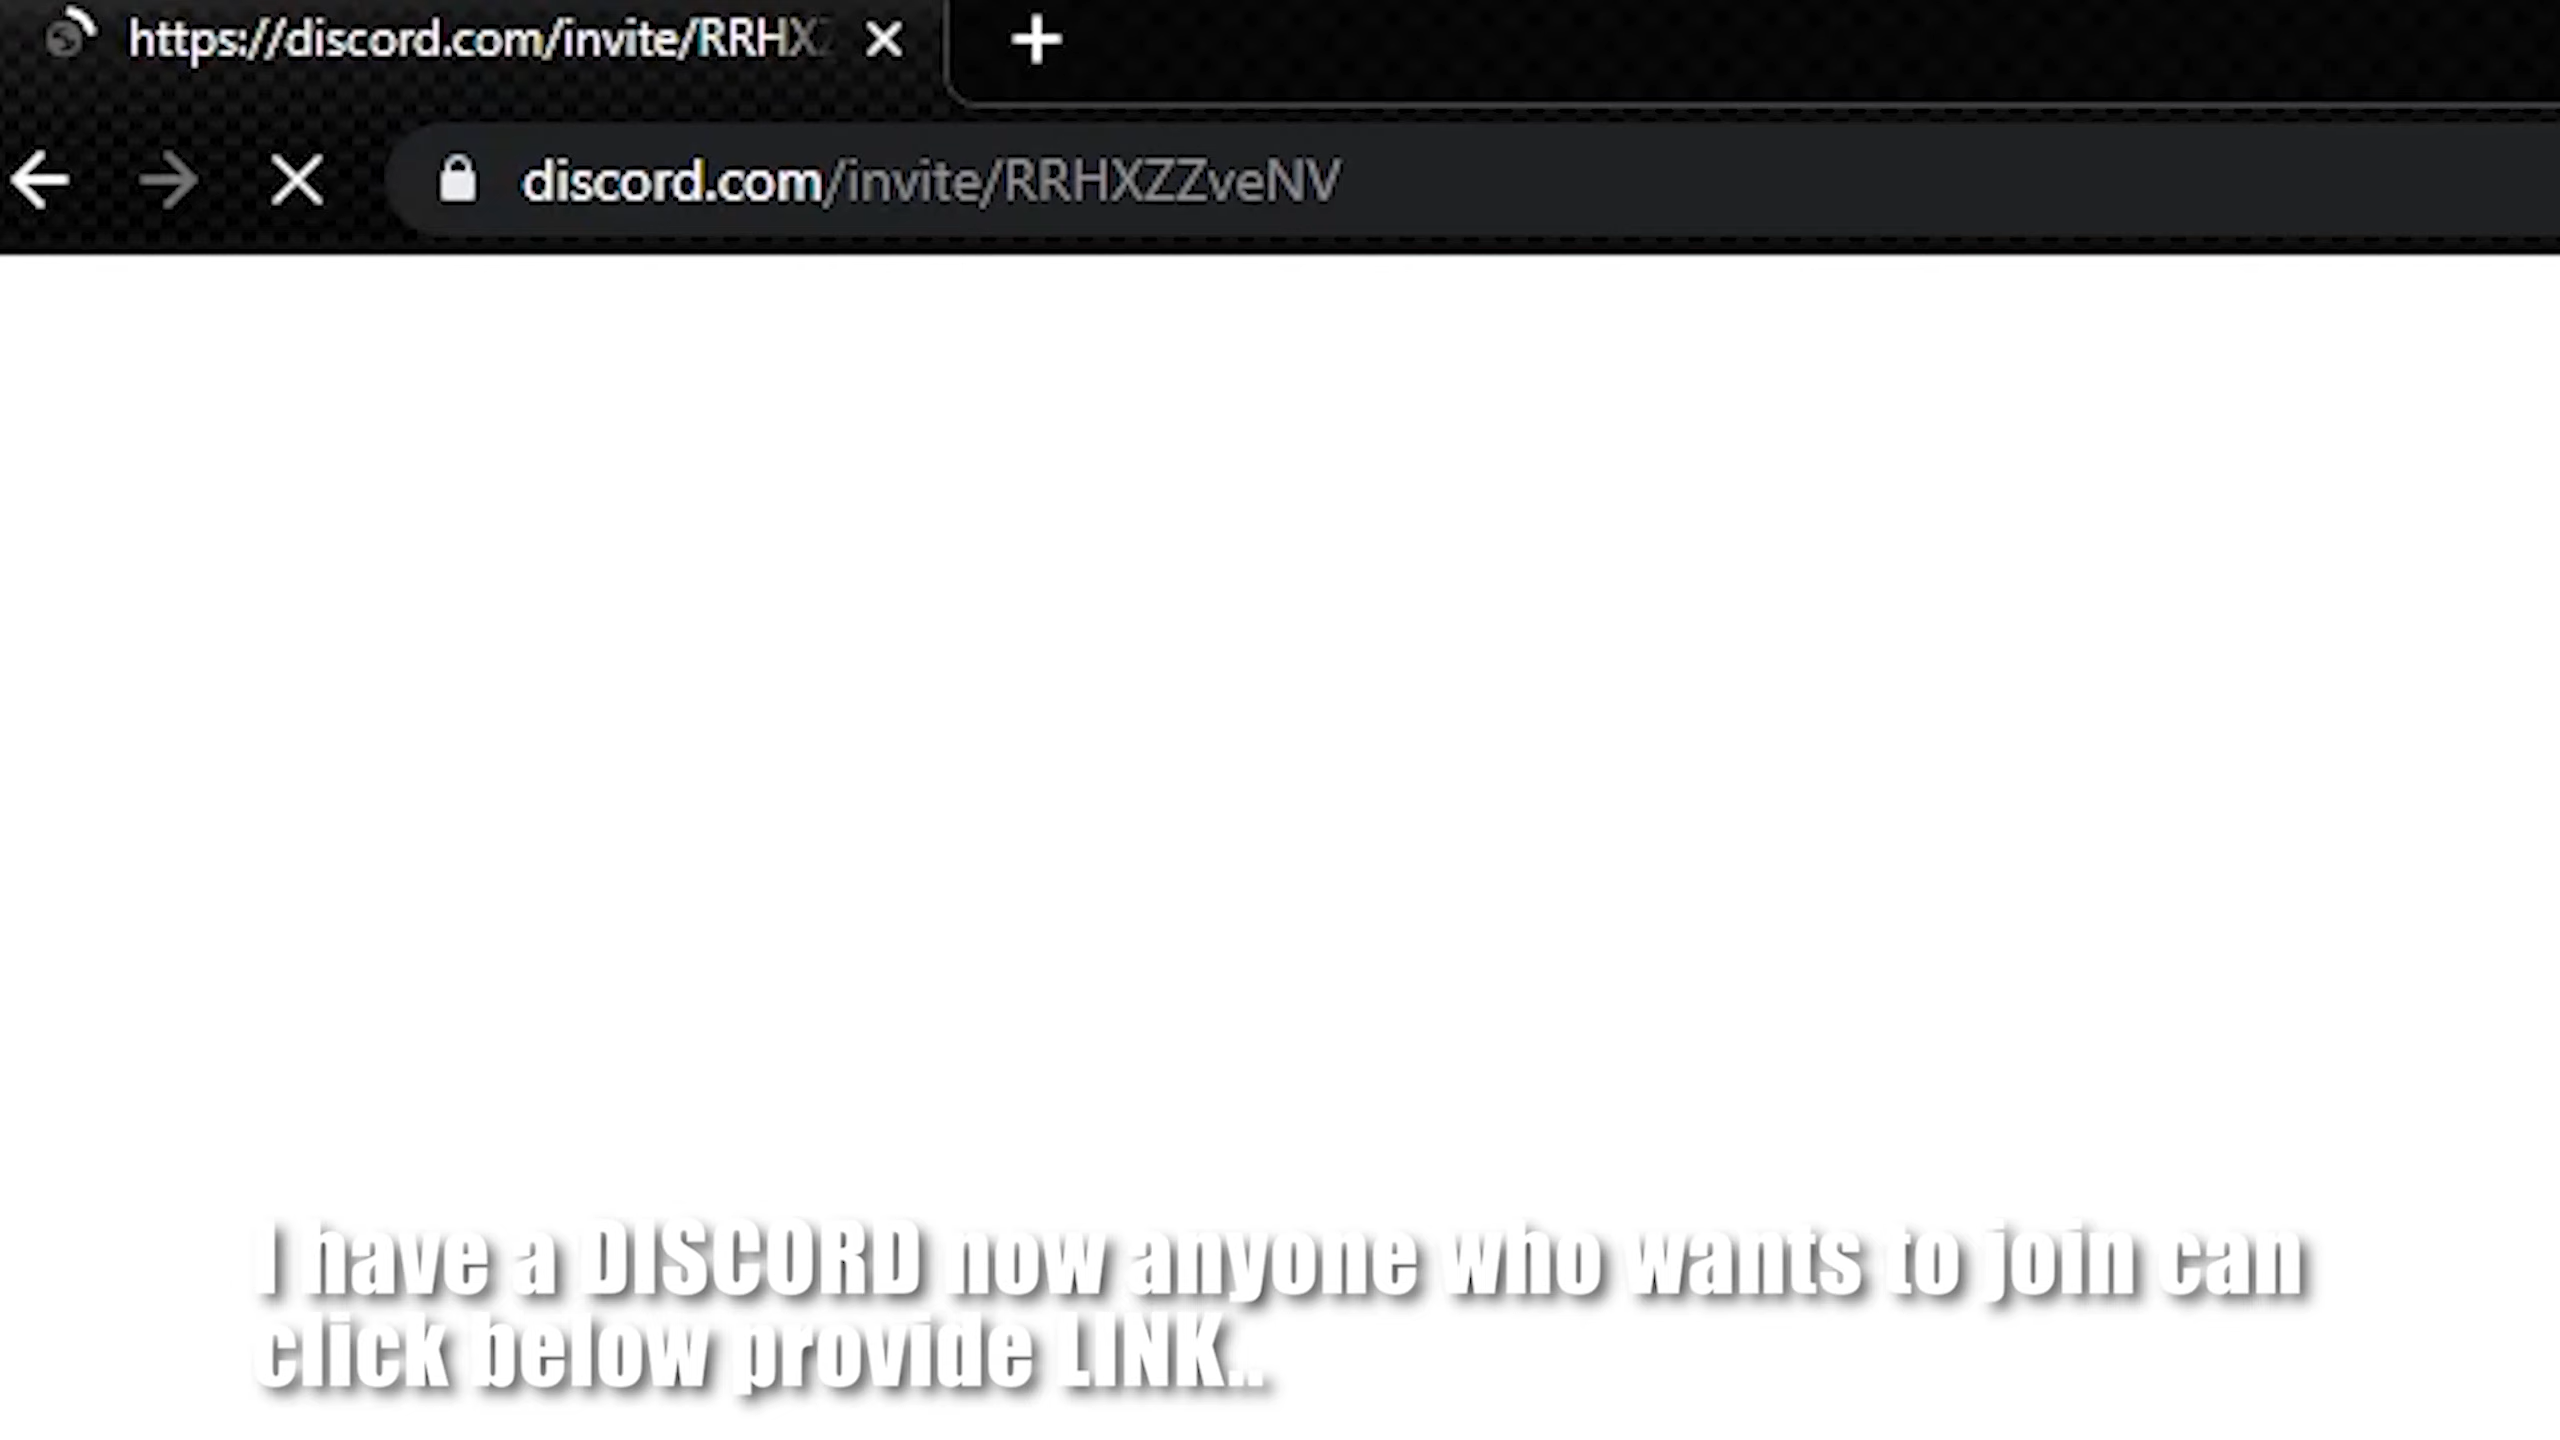 https://discord.com/invite/RRHXZ
discord.com/invite/RRHXZZveNV
I have a DISCORD now anyone who wants to join can
click below provide LINK..